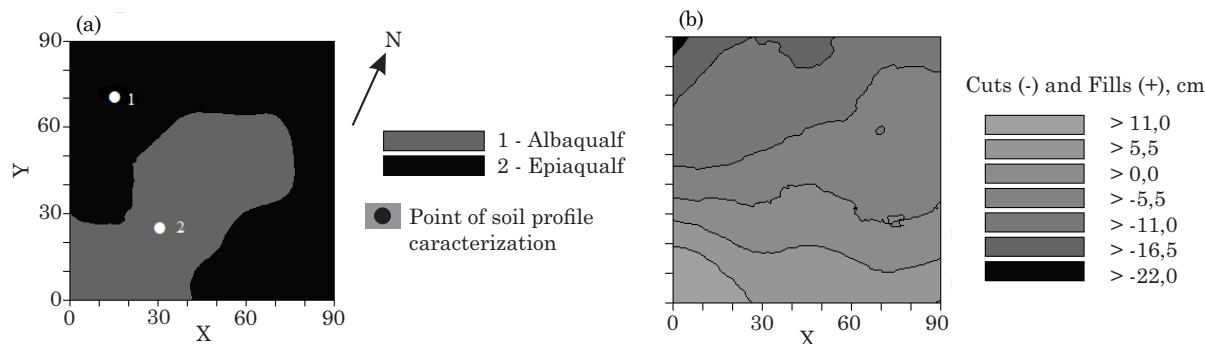 (a)
90
60
30
0
Y
0 30 60 90
X
1
2
N
1 - Albaqualf
2 - Epiaqualf
Point of soil profile
caracterization
(b)
0 30 60 90
X
Cuts (-) and Fills (+), cm
> 11,0
> 5,5
> 0,0
> -5,5
> -11,0
> -16,5
> -22,0